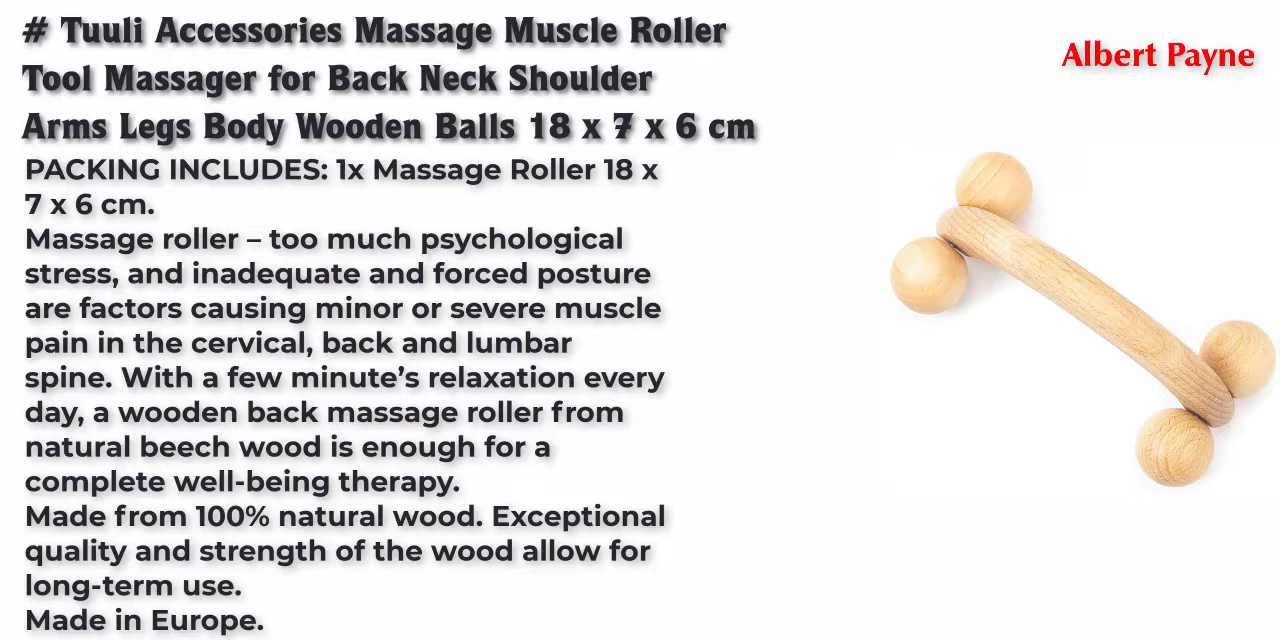 # Tuuli Accessories Massage Muscle Roller
Tool Massager for Back Neck Shoulder
Arms Legs Body Wooden Balls 18 x 7 x 6 cm
Albert Payne
PACKING INCLUDES: 1x Massage Roller 18 x
7 x 6 cm.
Massage roller – too much psychological
stress, and inadequate and forced posture
are factors causing minor or severe muscle
pain in the cervical, back and lumbar
spine. With a few minute’s relaxation every
day, a wooden back massage roller from
natural beech wood is enough for a
complete well-being therapy.
Made from 100% natural wood. Exceptional
quality and strength of the wood allow for
long-term use.
Made in Europe.